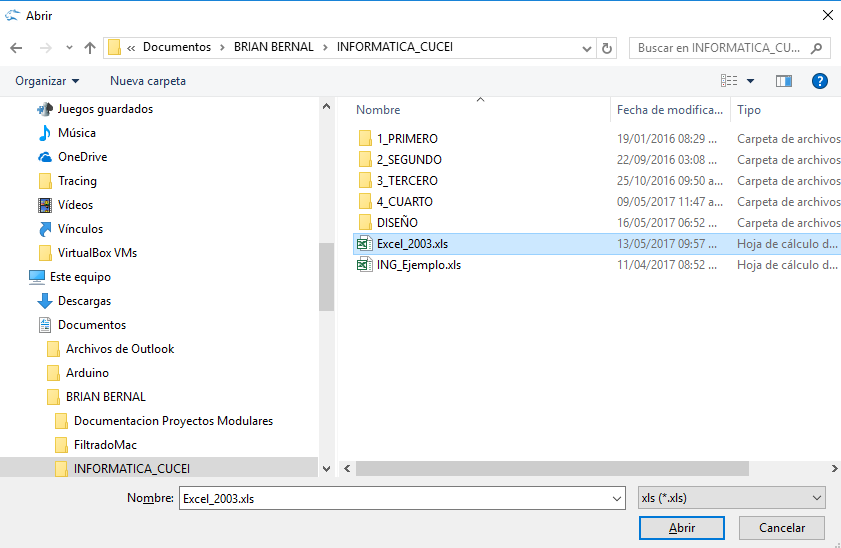 Abrir
« Documentos > BRIAN BERNAL > INFORMATICA_CUCEI
Buscar en INFORMATICA_CU...
Organizar
Nueva carpeta
Juegos guardados
Música
OneDrive
Tracing
Vídeos
Vínculos
VirtualBox VMs
Este equipo
Descargas
Documentos
Archivos de Outlook
Arduino
BRIAN BERNAL
Documentacion Proyectos Modulares
FiltradoMac
INFORMATICA_CUCEI
Nombre Fecha de modifica... Tipo
1_PRIMERO 19/01/2016 08:29 ... Carpeta de archivos
2_SEGUNDO 22/09/2016 03:08 ... Carpeta de archivos
3_TERCERO 25/10/2016 09:50 a... Carpeta de archivos
4_CUARTO 09/05/2017 11:47 a... Carpeta de archivos
DISEÑO 16/05/2017 06:52 ... Carpeta de archivos
Excel_2003.xls 13/05/2017 09:57 ... Hoja de cálculo d...
ING_Ejemplo.xls 11/04/2017 08:52 ... Hoja de cálculo d...
Nombre: Excel_2003.xls
xls (*.xls)
Abrir
Cancelar